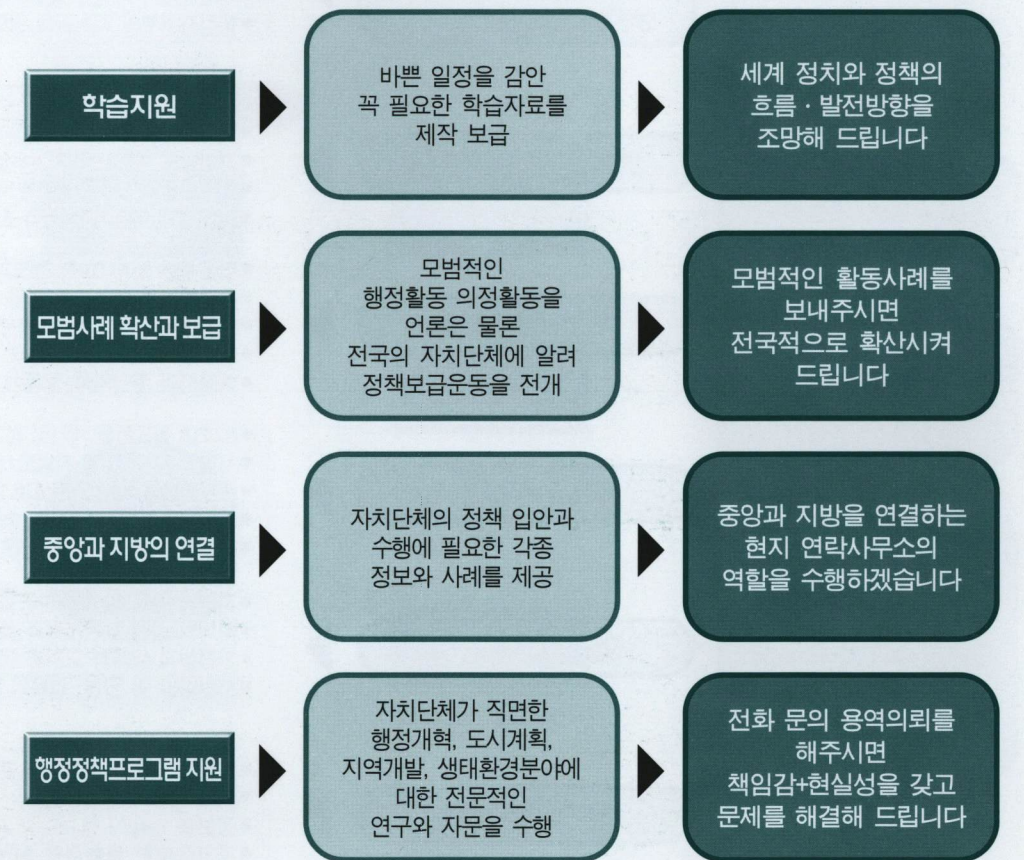 학습지원
바쁜 일정을 감안
꼭 필요한 학습자료를
제작 보급
세계 정치와 정책의
흐름 · 발전방향을
조망해 드립니다
모범사례 확산과 보급
모범적인
행정활동 의정활동을
언론은 물론
전국의 자치단체에 알려
정책보급운동을 전개
모범적인 활동사례를
보내주시면
전국적으로 확산시켜
드립니다
중앙과 지방의 연결
자치단체의 정책 입안과
수행에 필요한 각종
정보와 사례를 제공
중앙과 지방을 연결하는
현지 연락사무소의
역할을 수행하겠습니다
행정정책프로그램 지원
자치단체가 직면한
행정개혁, 도시계획,
지역개발, 생태환경분야에
대한 전문적인
연구와 자문을 수행
전화 문의 용역의뢰를
해주시면
책임감+현실성을 갖고
문제를 해결해 드립니다